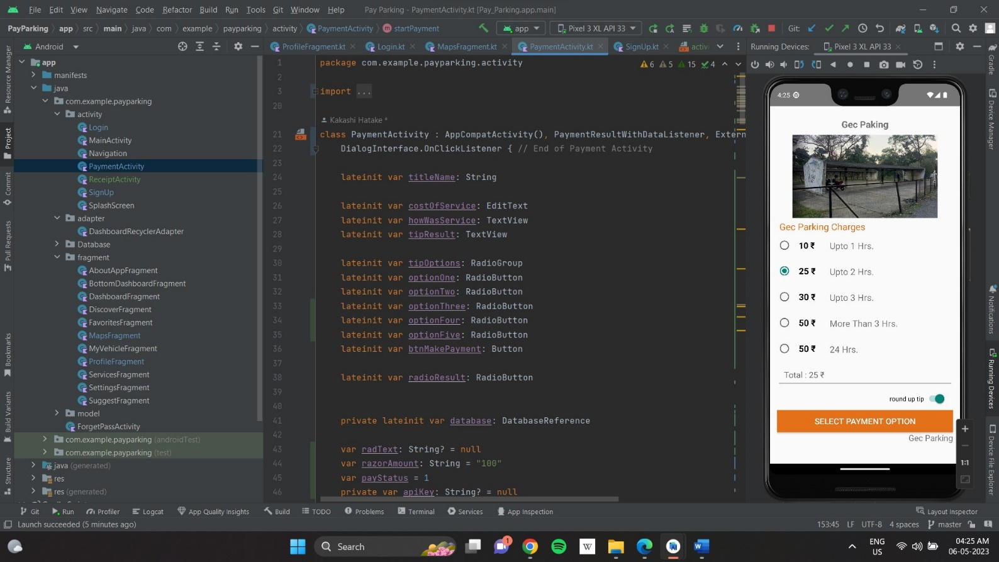 File Edit View Navigate Code Refactor Build Run Tools Git Window Help Pay Parking - PaymentActivity.kt [Pay_Parking.app.main]
PayParking app src main java com example payparking activity PaymentActivity startPayment app Pixel 3 XL API 33 Git:
Android
ProfileFragment.kt Login.kt MapsFragment.kt PaymentActivity.kt SignUp.kt activ
Running Devices: Pixel 3 XL API 33
Resource Manager
Project
Commit
Pull Requests
Bookmarks
Build Variants
Structure
app
manifests
java
com.example.payparking
activity
Login
MainActivity
Navigation
PaymentActivity
ReceiptActivity
SignUp
SplashScreen
adapter
DashboardRecyclerAdapter
Database
fragment
AboutAppFragment
BottomDashboardFragment
DashboardFragment
DiscoverFragment
FavoritesFragment
MapsFragment
MyVehicleFragment
ProfileFragment
ServicesFragment
SettingsFragment
SuggestFragment
model
ForgetPassActivity
com.example.payparking (androidTest)
com.example.payparking (test)
java (generated)
res
res (generated)
6 5 15 4
1 package com.example.payparking.activity
2
3 import ...
20
Kakashi Hatake *
21 class PaymentActivity : AppCompatActivity(), PaymentResultWithDataListener, Extern
22 DialogInterface.OnClickListener { // End of Payment Activity
23
24 lateinit var titleName: String
25
26 lateinit var costOfService: EditText
27 lateinit var howWasService: TextView
28 lateinit var tipResult: TextView
29
30 lateinit var tipOptions: RadioGroup
31 lateinit var optionOne: RadioButton
32 lateinit var optionTwo: RadioButton
33 lateinit var optionThree: RadioButton
34 lateinit var optionFour: RadioButton
35 lateinit var optionFive: RadioButton
36 lateinit var btnMakePayment: Button
37
38 lateinit var radioResult: RadioButton
39
40
41 private lateinit var database: DatabaseReference
42
43 var radText: String? = null
44 var razorAmount: String = "100"
45 var payStatus = 1
46 private var apiKey: String? = null
4:25
Gec Paking
Gec Parking Charges
10 ₹ Upto 1 Hrs.
25 ₹ Upto 2 Hrs.
30 ₹ Upto 3 Hrs.
50 ₹ More Than 3 Hrs.
50 ₹ 24 Hrs.
Total : 25 ₹
round up tip
SELECT PAYMENT OPTION
Gec Parking
1:1
Gradle
Device Manager
Notifications
Running Devices
Device File Explorer
Git Run Profiler Logcat App Quality Insights Build TODO Problems Terminal Services App Inspection Layout Inspector
Launch succeeded (5 minutes ago) 153:45 LF UTF-8 4 spaces master
Search 1 W ENG 04:25 AM
US 06-05-2023